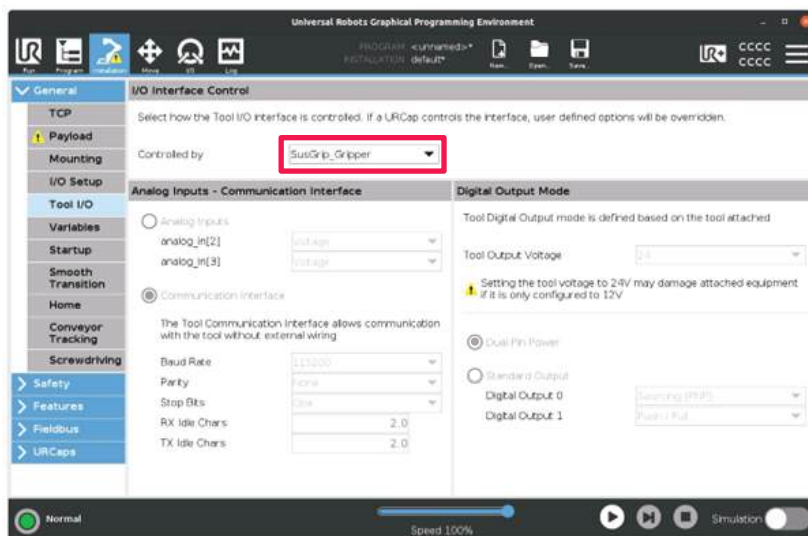 Universal Robots Graphical Programming Environment
Run Program Installation Move I/O Log
PROGRAM <unnamed>*
INSTALLATION default*
New... Open... Save...
UR+ CCCC
CCCC
General
TCP
Payload
Mounting
I/O Setup
Tool I/O
Variables
Startup
Smooth
Transition
Home
Conveyor
Tracking
Screwdriving
Safety
Features
Fieldbus
URCaps
I/O Interface Control
Select how the Tool I/O interface is controlled. If a URCap controls the interface, user defined options will be overridden.
Controlled by SusGrip_Gripper
Analog Inputs - Communication Interface
Analog Inputs
analog_in[2] Voltage
analog_in[3] Voltage
Communication Interface
The Tool Communication Interface allows communication
with the tool without external wiring
Baud Rate 115200
Parity None
Stop Bits One
RX Idle Chars 2.0
TX Idle Chars 2.0
Digital Output Mode
Tool Digital Output mode is defined based on the tool attached
Tool Output Voltage 24
Setting the tool voltage to 24V may damage attached equipment
if it is only configured to 12V
Dual Pin Power
Standard Output
Digital Output 0 Sourcing (PNP)
Digital Output 1 Push / Pull
Normal
Speed 100%
Simulation